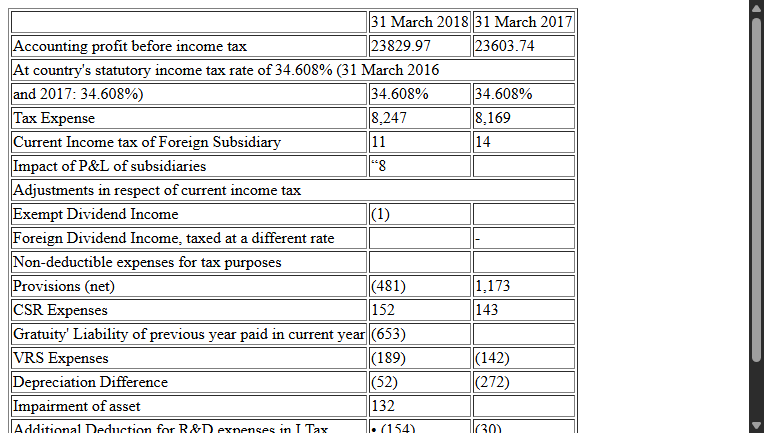 31 March 2018 31 March 2017
Accounting profit before income tax 23829.97 23603.74
At country's statutory income tax rate of 34.608% (31 March 2016
and 2017: 34.608%) 34.608% 34.608%
Tax Expense 8,247 8,169
Current Income tax of Foreign Subsidiary 11 14
Impact of P&L of subsidiaries “8
Adjustments in respect of current income tax
Exempt Dividend Income (1)
Foreign Dividend Income, taxed at a different rate -
Non-deductible expenses for tax purposes
Provisions (net) (481) 1,173
CSR Expenses 152 143
Gratuity' Liability of previous year paid in current year (653)
VRS Expenses (189) (142)
Depreciation Difference (52) (272)
Impairment of asset 132
Additional Deduction for R&D expenses in I.Tax. • (154) (30)